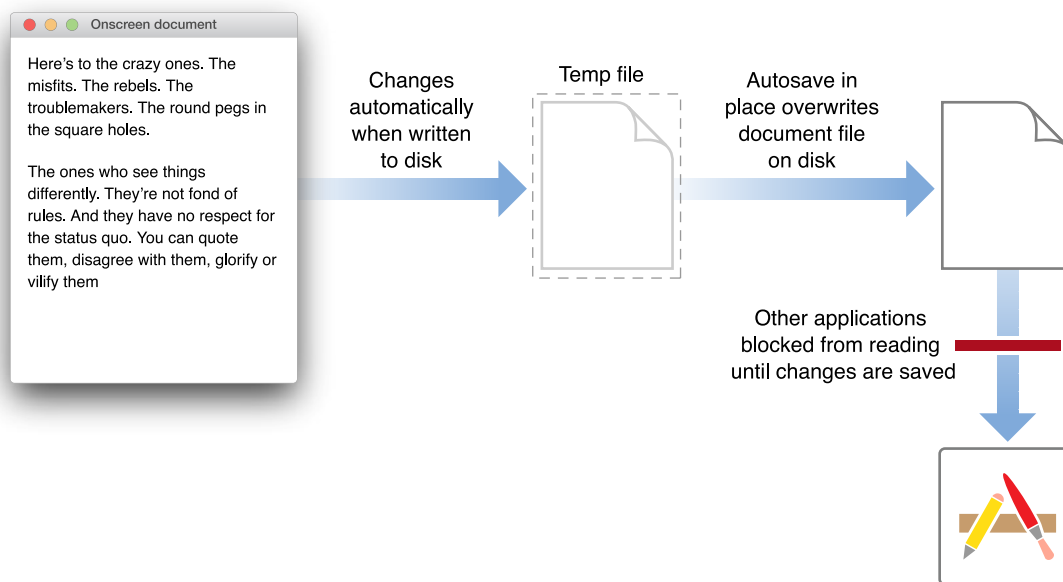 Onscreen document
Here’s to the crazy ones. The
misfits. The rebels. The
troublemakers. The round pegs in
the square holes.
The ones who see things
differently. They’re not fond of
rules. And they have no respect for
the status quo. You can quote
them, disagree with them, glorify or
vilify them
Changes
automatically
when written
to disk
Temp file
Autosave in
place overwrites
document file
on disk
Other applications
blocked from reading
until changes are saved